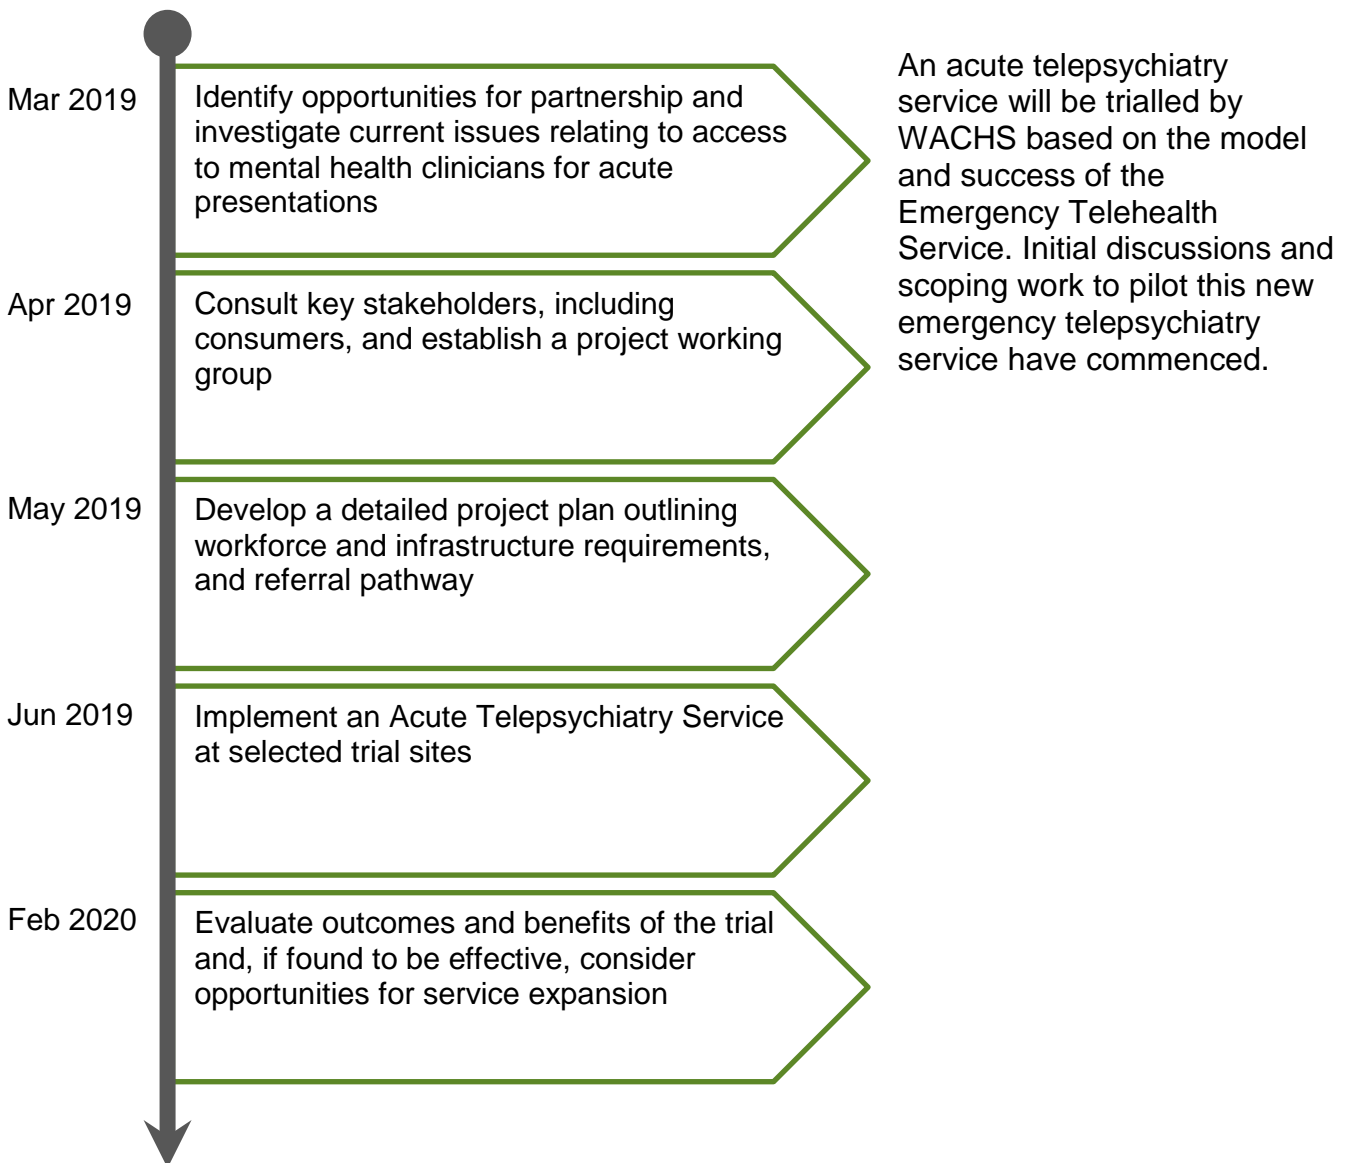 Mar 2019
Identify opportunities for partnership and
investigate current issues relating to access
to mental health clinicians for acute
presentations
Apr 2019
Consult key stakeholders, including
consumers, and establish a project working
group
May 2019
Develop a detailed project plan outlining
workforce and infrastructure requirements,
and referral pathway
Jun 2019
Implement an Acute Telepsychiatry Service
at selected trial sites
Feb 2020
Evaluate outcomes and benefits of the trial
and, if found to be effective, consider
opportunities for service expansion
An acute telepsychiatry
service will be trialled by
WACHS based on the model
and success of the
Emergency Telehealth
Service. Initial discussions and
scoping work to pilot this new
emergency telepsychiatry
service have commenced.